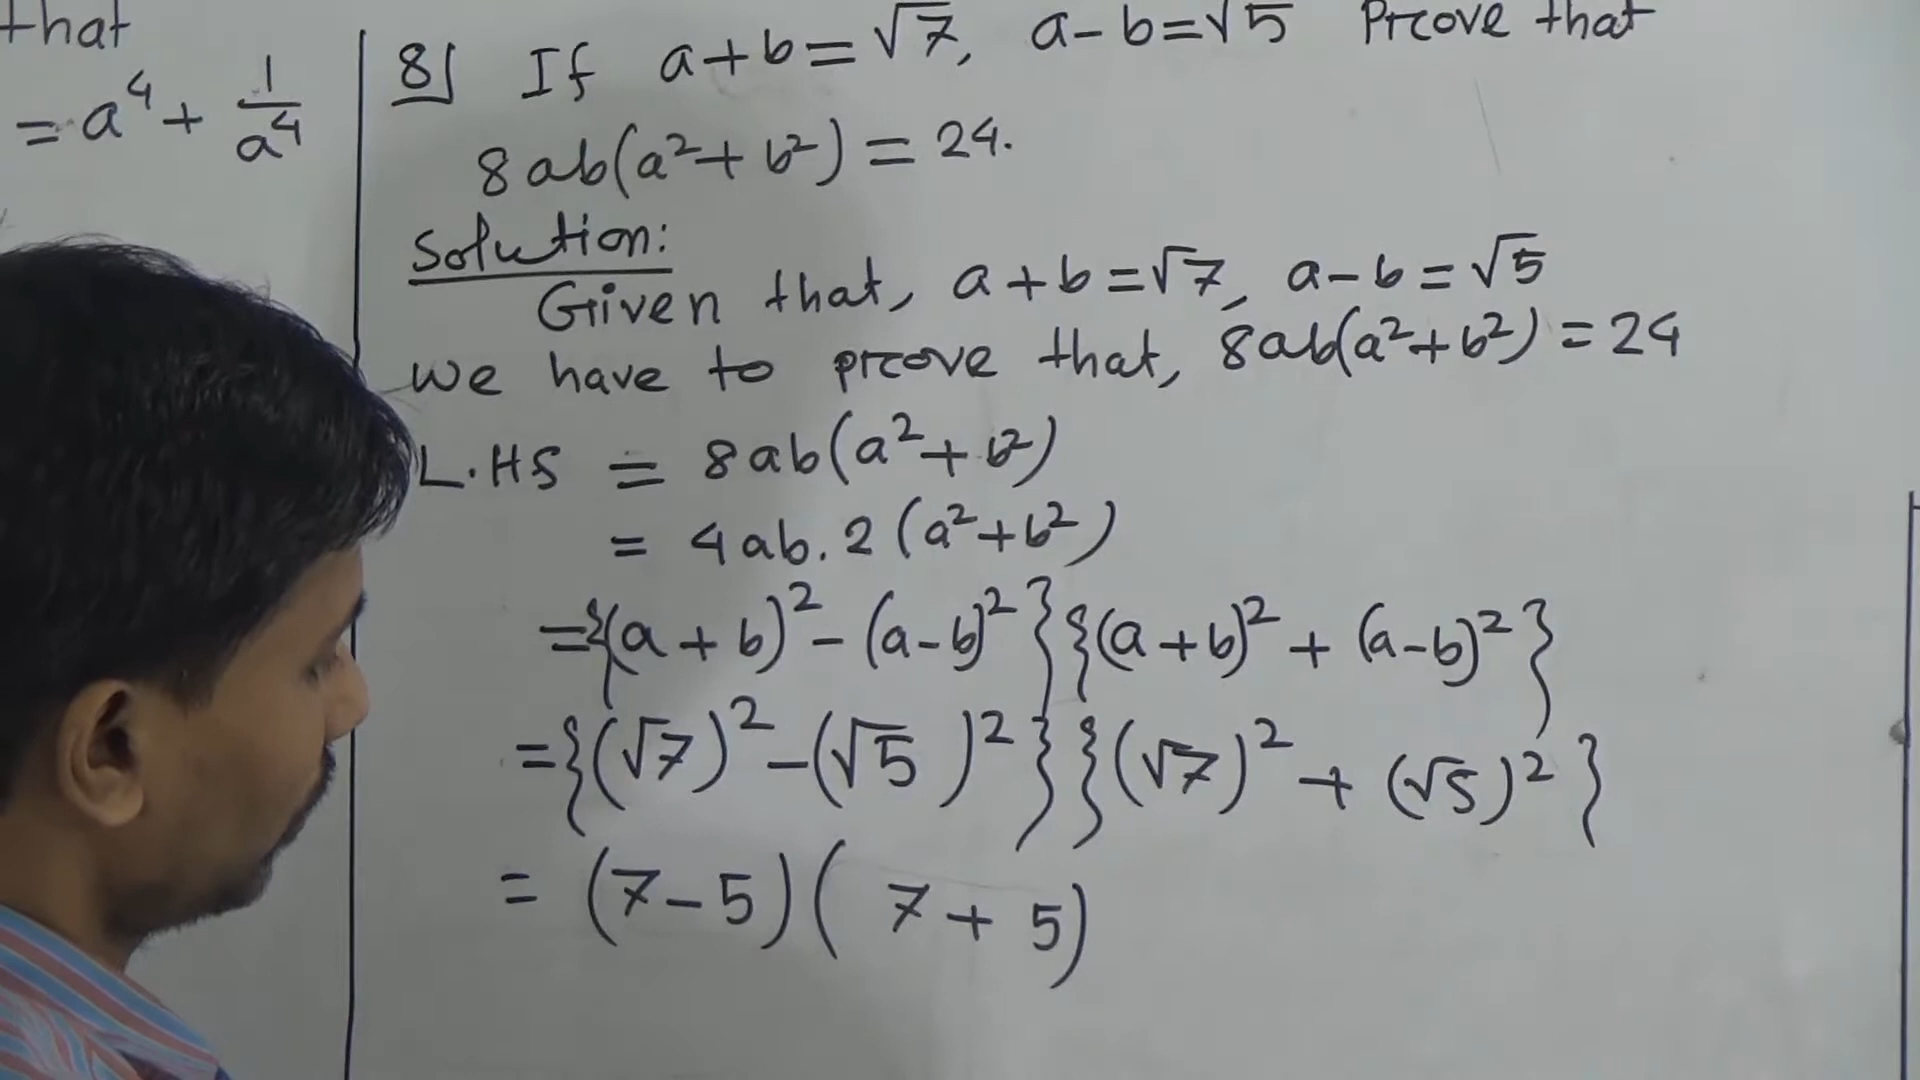 that
= a⁴ + 1/a⁴
8] If a+b=√7, a-b=√5 Prove that
8ab(a²+b²) = 24.
Solution:
Given that, a+b=√7, a-b=√5
we have to prove that, 8ab(a²+b²) = 24
L.HS = 8ab(a²+b²)
= 4ab.2(a²+b²)
={(a+b)²-(a-b)²}{(a+b)²+(a-b)²}
={(√7)²-(√5)²}{(√7)²+(√5)²}
= (7-5)(7+5)